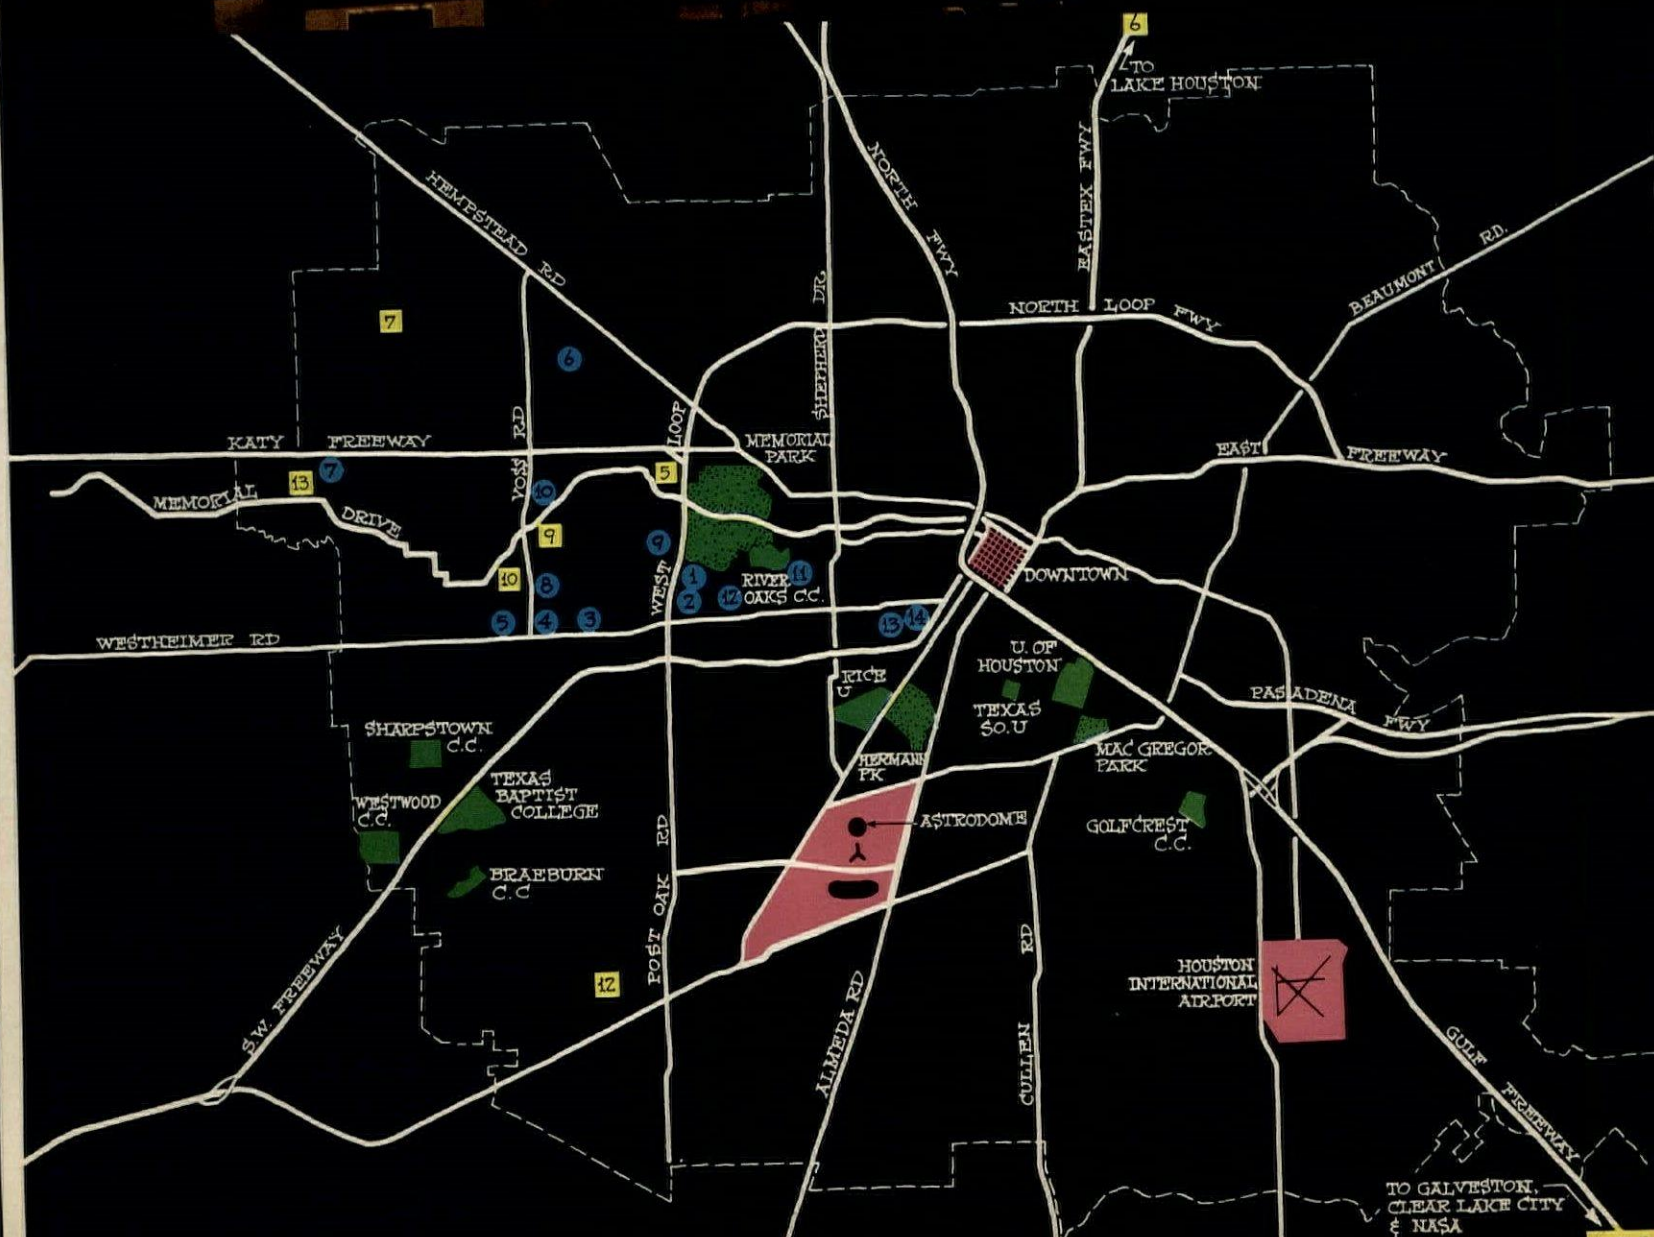 6
TO
LAKE HOUSTON
NORTH
FWY
EASTEX FWY
HEMPSTEAD
RD
BEAUMONT
RD.
SHEPHERD
DR.
NORTH LOOP
FWY
7
6
KATY FREEWAY
VOSS
RD
LOOP
MEMORIAL
PARK
EAST
FREEWAY
13
7
5
MEMORIAL
DRIVE
10
9
9
10
8
1
2
12
11
RIVER
OAKS C.C.
WEST
DOWNTOWN
5
4
3
13
14
WESTHEIMER RD
RICE
U
U. OF
HOUSTON
TEXAS
SO. U
PASADENA
FWY
SHARPSTOWN
C.C.
HERMANN
PK
MAC GREGOR
PARK
WESTWOOD
C.C.
TEXAS
BAPTIST
COLLEGE
ASTRODOME
GOLFCREST
C.C.
BRAEBURN
C.C
POST OAK
RD
S.W. FREEWAY
12
ALMEDA RD
CULLEN
RD
HOUSTON
INTERNATIONAL
AIRPORT
GULF
FREEWAY
TO GALVESTON,
CLEAR LAKE CITY
& NASA